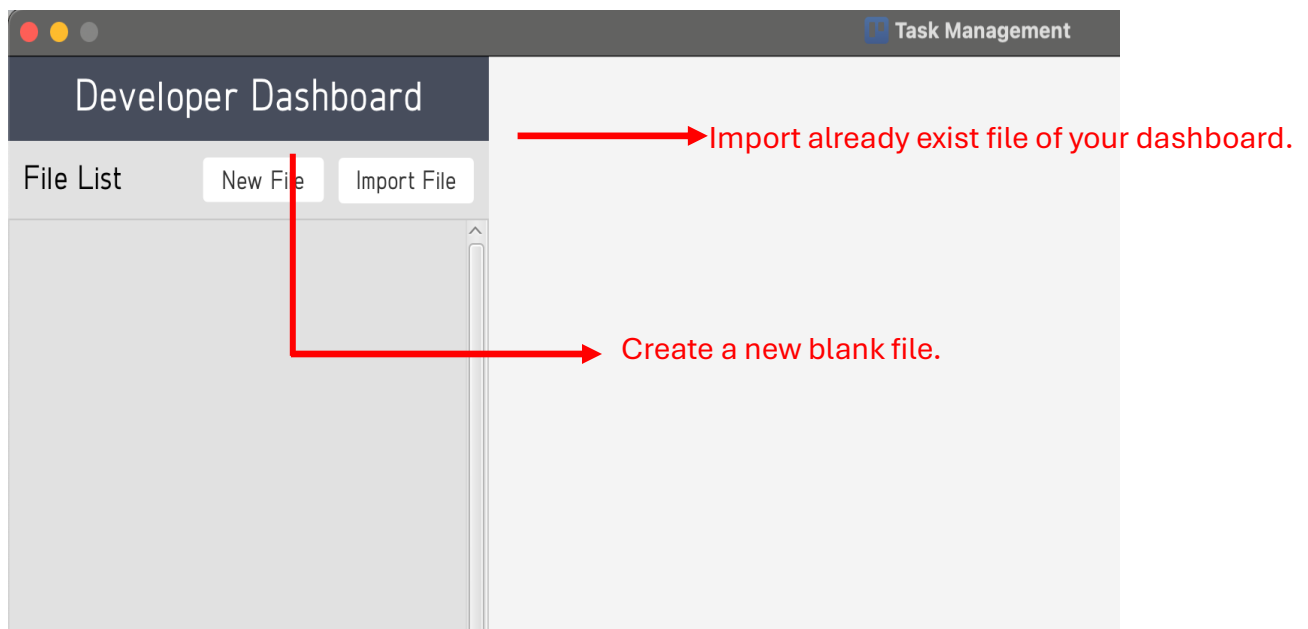 Task Management
Developer Dashboard
Import already exist file of your dashboard.
File List New File Import File
Create a new blank file.